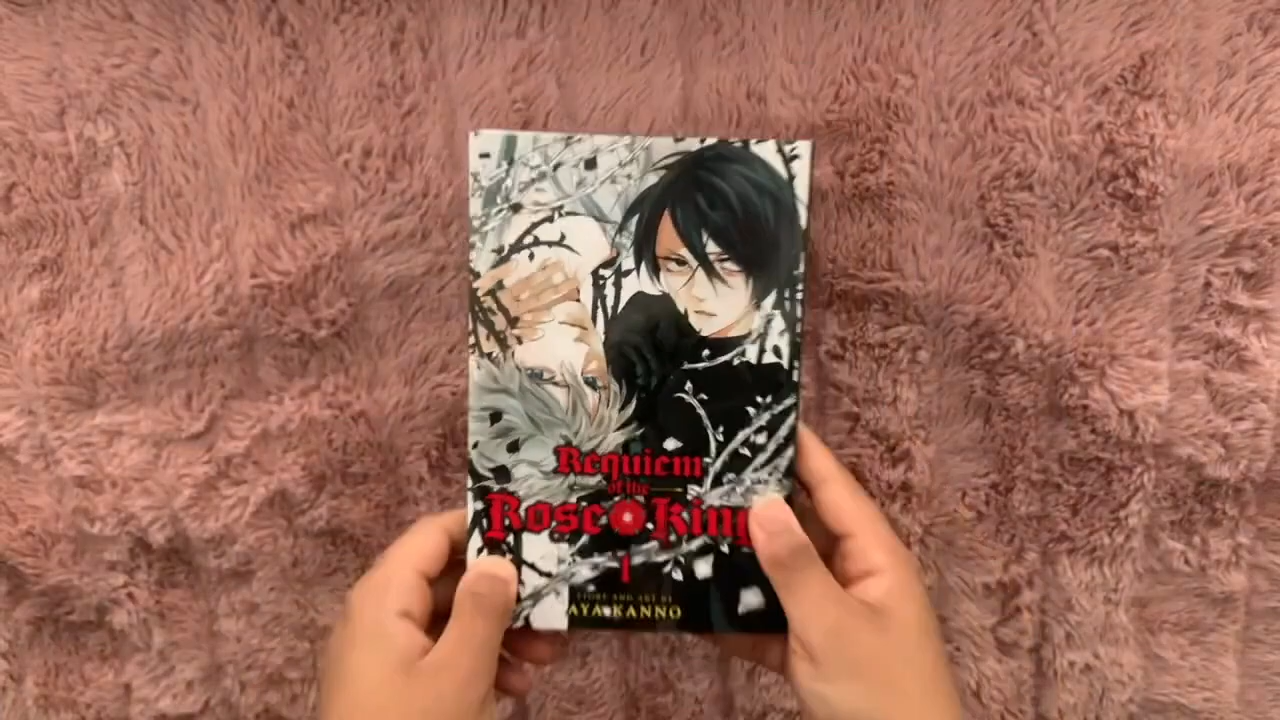 Requiem
of the
Rose King
1
STORY AND ART BY
AYA KANNO